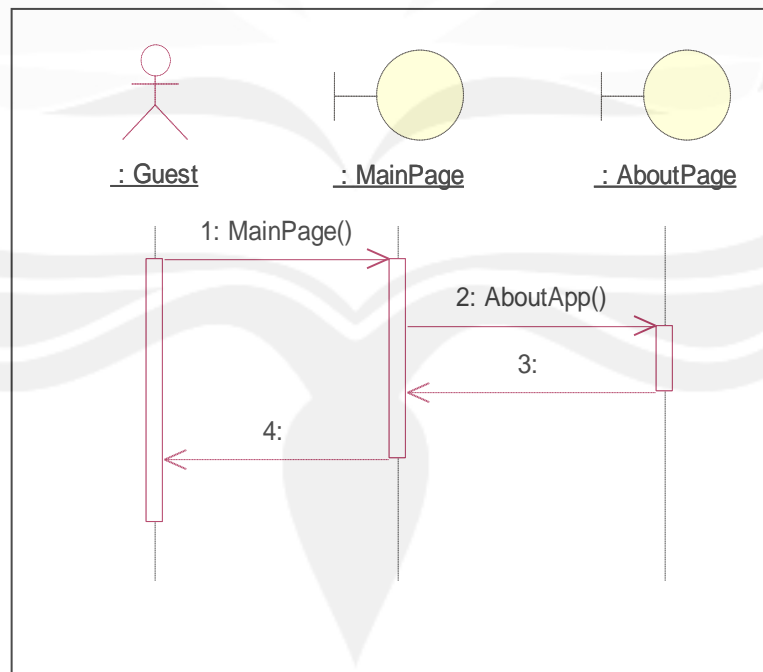 : Guest
: MainPage
: AboutPage
1: MainPage()
2: AboutApp()
3:
4: